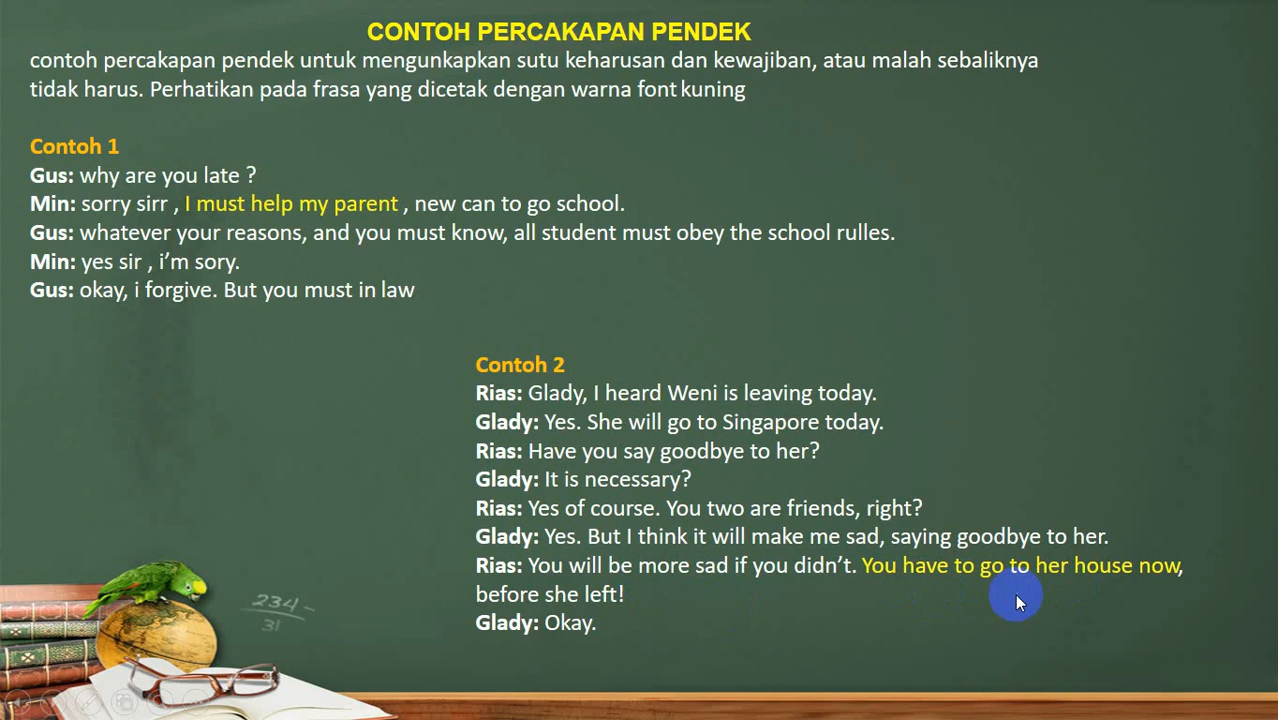 CONTOH PERCAKAPAN PENDEK
contoh percakapan pendek untuk mengunkapkan sutu keharusan dan kewajiban, atau malah sebaliknya
tidak harus. Perhatikan pada frasa yang dicetak dengan warna font kuning
Contoh 1
Gus: why are you late ?
Min: sorry sirr , I must help my parent , new can to go school.
Gus: whatever your reasons, and you must know, all student must obey the school rulles.
Min: yes sir , i’m sory.
Gus: okay, i forgive. But you must in law
Contoh 2
Rias: Glady, I heard Weni is leaving today.
Glady: Yes. She will go to Singapore today.
Rias: Have you say goodbye to her?
Glady: It is necessary?
Rias: Yes of course. You two are friends, right?
Glady: Yes. But I think it will make me sad, saying goodbye to her.
Rias: You will be more sad if you didn’t. You have to go to her house now,
before she left!
Glady: Okay.
234 –